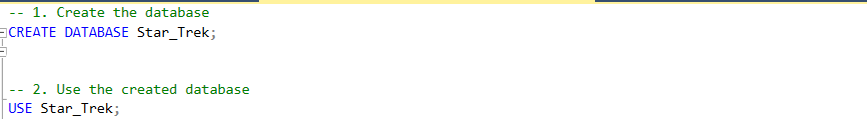 -- 1. Create the database
CREATE DATABASE Star_Trek;
-- 2. Use the created database
USE Star_Trek;